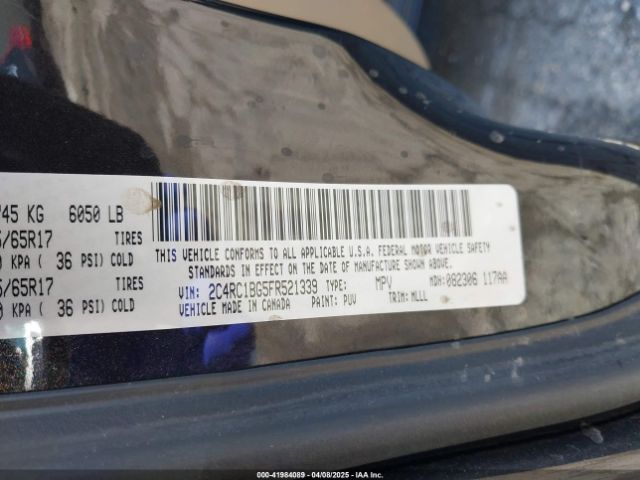 745 KG 6050 LB
/65R17 TIRES
KPA ( 36 PSI) COLD
/65R17 TIRES
KPA ( 36 PSI) COLD
THIS VEHICLE CONFORMS TO ALL APPLICABLE U.S.A. FEDERAL MOTOR VEHICLE SAFETY
STANDARDS IN EFFECT ON THE DATE OF MANUFACTURE SHOWN ABOVE.
VIN: 2C4RC1BG5FR521339 TYPE: MPV MDH: 082306 117AA
VEHICLE MADE IN CANADA PAINT: PUV TRIM: MLLL
000-41984089 - 04/08/2025 - IAA Inc.